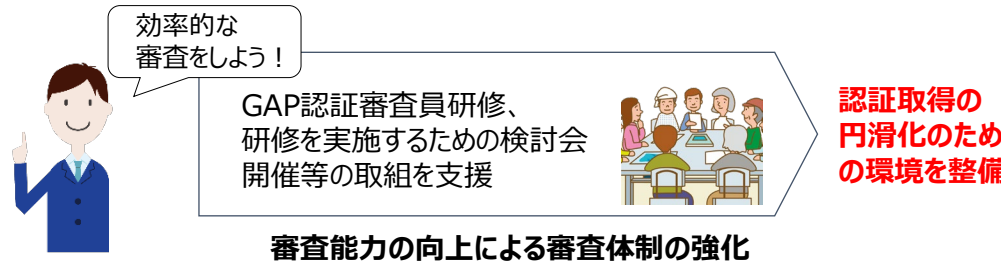 効率的な
審査をしよう！
GAP認証審査員研修、
研修を実施するための検討会
開催等の取組を支援
認証取得の
円滑化のため
の環境を整備
審査能力の向上による審査体制の強化